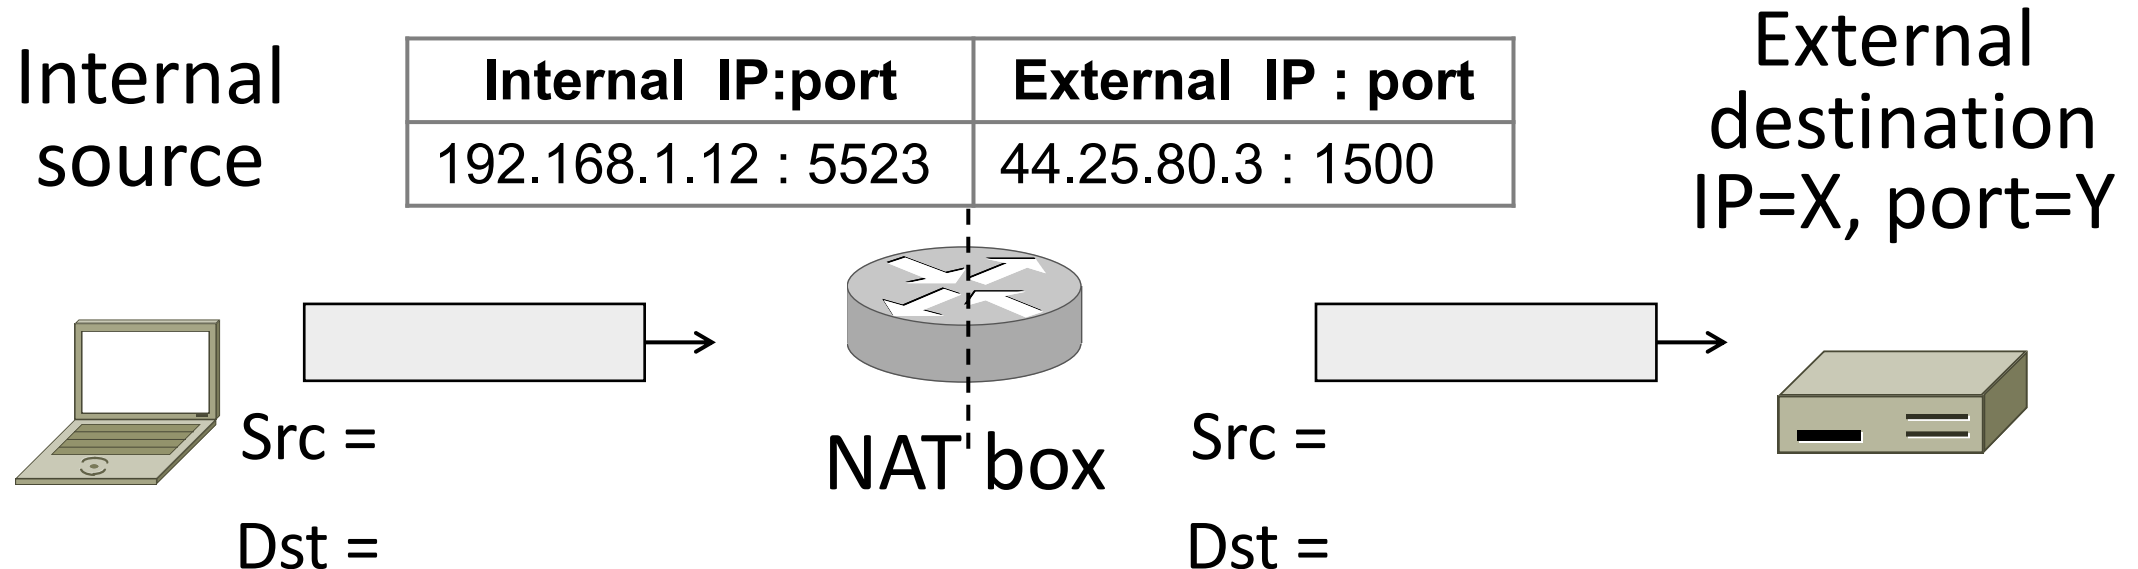 Internal
source
Internal IP:port
External IP : port
192.168.1.12 : 5523
44.25.80.3 : 1500
External
destination
IP=X, port=Y
Src =
Dst =
NAT box
Src =
Dst =